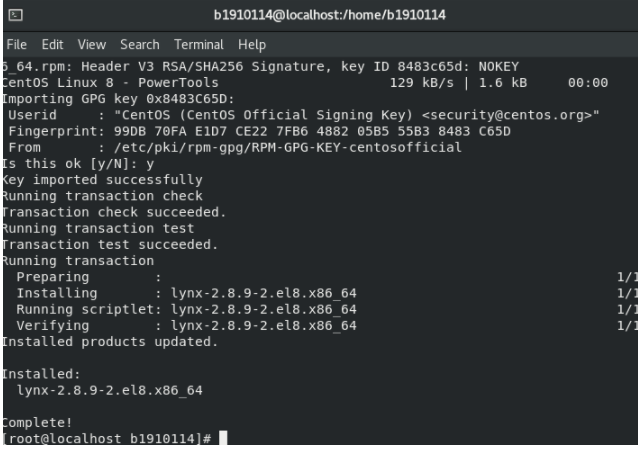 b1910114@localhost:/home/b1910114
File Edit View Search Terminal Help
6_64.rpm: Header V3 RSA/SHA256 Signature, key ID 8483c65d: NOKEY
CentOS Linux 8 - PowerTools 129 kB/s | 1.6 kB 00:00
Importing GPG key 0x8483C65D:
Userid : "CentOS (CentOS Official Signing Key) <security@centos.org>"
Fingerprint: 99DB 70FA E1D7 CE22 7FB6 4882 05B5 55B3 8483 C65D
From : /etc/pki/rpm-gpg/RPM-GPG-KEY-centosofficial
Is this ok [y/N]: y
Key imported successfully
Running transaction check
Transaction check succeeded.
Running transaction test
Transaction test succeeded.
Running transaction
Preparing : 1/1
Installing : lynx-2.8.9-2.el8.x86_64 1/1
Running scriptlet: lynx-2.8.9-2.el8.x86_64 1/1
Verifying : lynx-2.8.9-2.el8.x86_64 1/1
Installed products updated.
Installed:
lynx-2.8.9-2.el8.x86_64
Complete!
[root@localhost b1910114]#